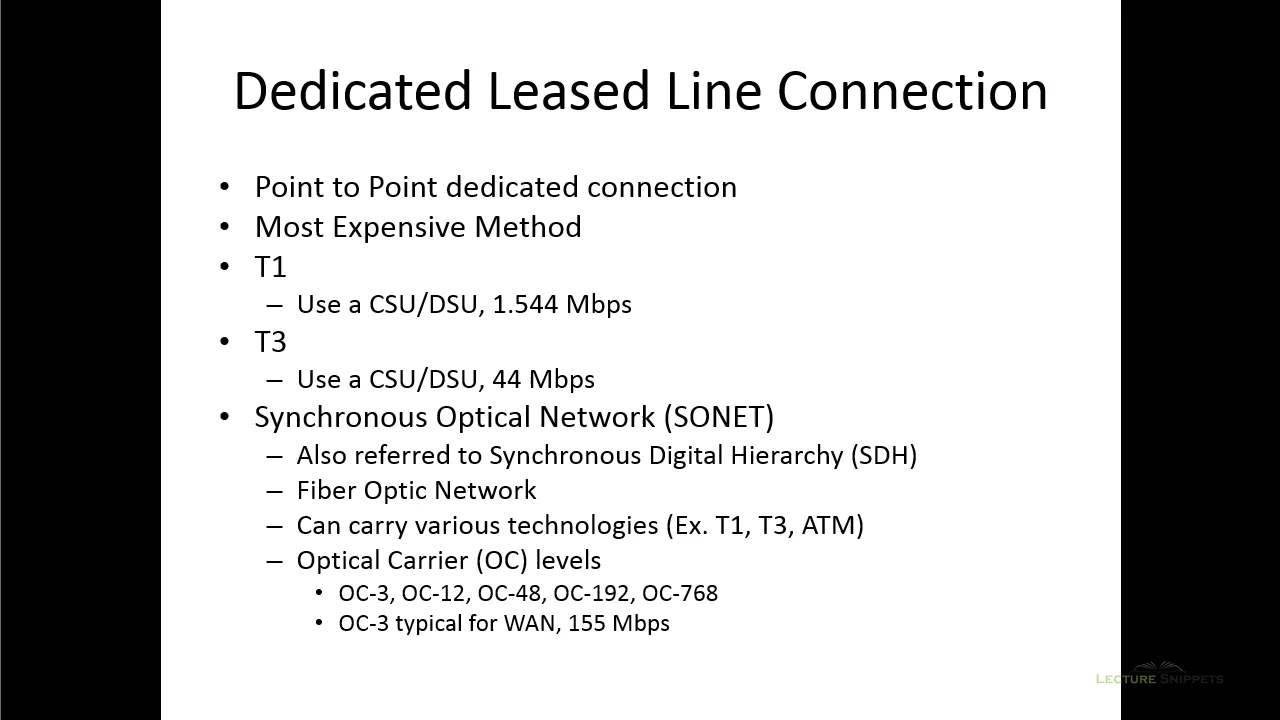 Dedicated Leased Line Connection
• Point to Point dedicated connection
• Most Expensive Method
• T1
– Use a CSU/DSU, 1.544 Mbps
• T3
– Use a CSU/DSU, 44 Mbps
• Synchronous Optical Network (SONET)
– Also referred to Synchronous Digital Hierarchy (SDH)
– Fiber Optic Network
– Can carry various technologies (Ex. T1, T3, ATM)
– Optical Carrier (OC) levels
• OC-3, OC-12, OC-48, OC-192, OC-768
• OC-3 typical for WAN, 155 Mbps
Lecture Snippets